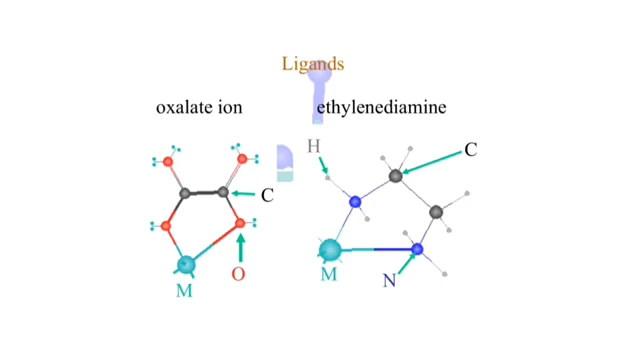 Ligands
oxalate ion
ethylenediamine
H
C
C
M
O
M
N